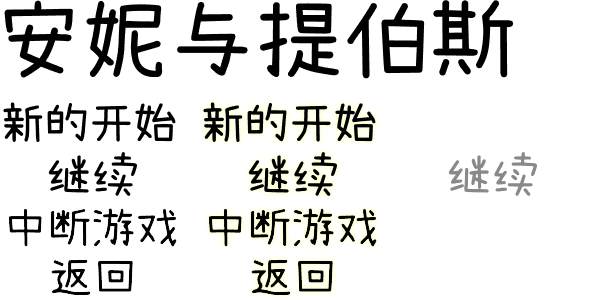 安妮与提伯斯
新的开始 新的开始
继续 继续 继续
中断游戏 中断游戏
返回 返回